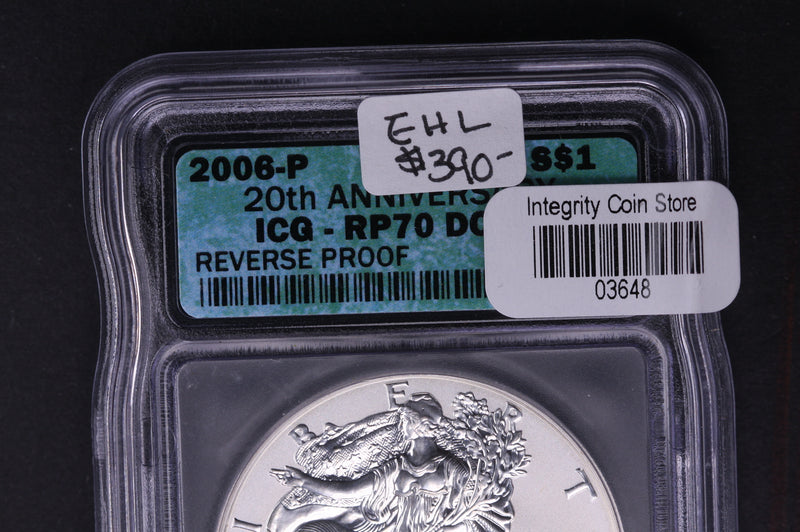 EHL
$390-
2006-P S$1
20th ANNIVERS
ICG - RP70 DC
REVERSE PROOF
Integrity Coin Store
03648
I B E R T